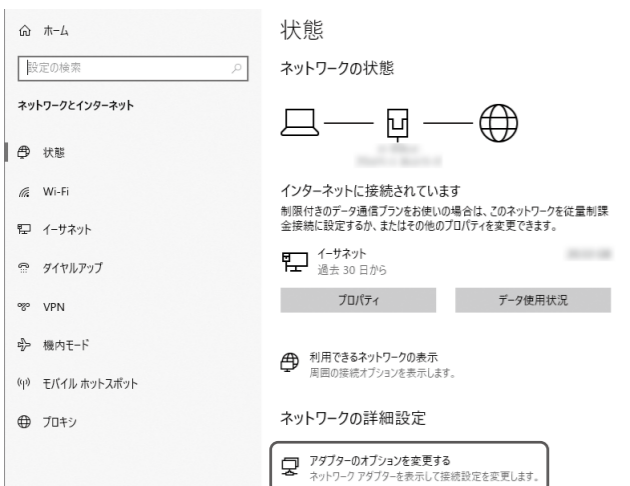 ホーム
設定の検索
ネットワークとインターネット
状態
Wi-Fi
イーサネット
ダイヤルアップ
VPN
機内モード
モバイル ホットスポット
プロキシ
状態
ネットワークの状態
インターネットに接続されています
制限付きのデータ通信プランをお使いの場合は、このネットワークを従量制課
金接続に設定するか、またはその他のプロパティを変更できます。
イーサネット
過去 30 日から
プロパティ
データ使用状況
利用できるネットワークの表示
周囲の接続オプションを表示します。
ネットワークの詳細設定
アダプターのオプションを変更する
ネットワーク アダプターを表示して接続設定を変更します。